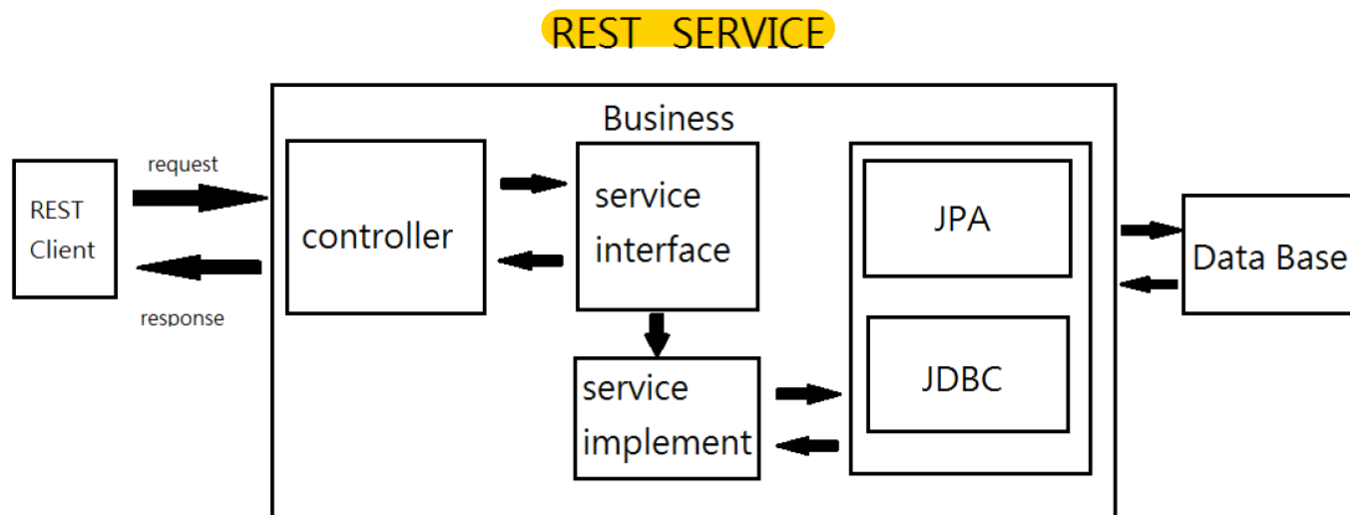 REST SERVICE
Business
request
REST
Client
response
controller
service
interface
service
implement
JPA
JDBC
Data Base